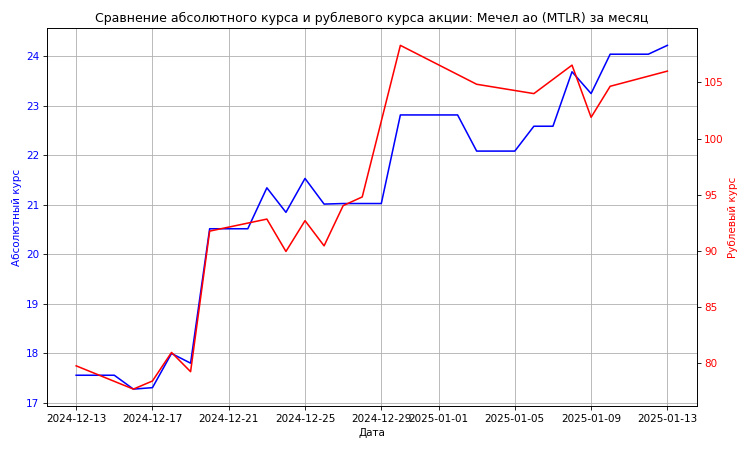 Сравнение абсолютного курса и рублевого курса акции: Мечел ао (MTLR) за месяц
Абсолютный курс
24
23
22
21
20
19
18
17
105
100
95
90
85
80
Рублевый курс
2024-12-13 2024-12-17 2024-12-21 2024-12-25 2024-12-29 2025-01-01 2025-01-05 2025-01-09 2025-01-13
Дата